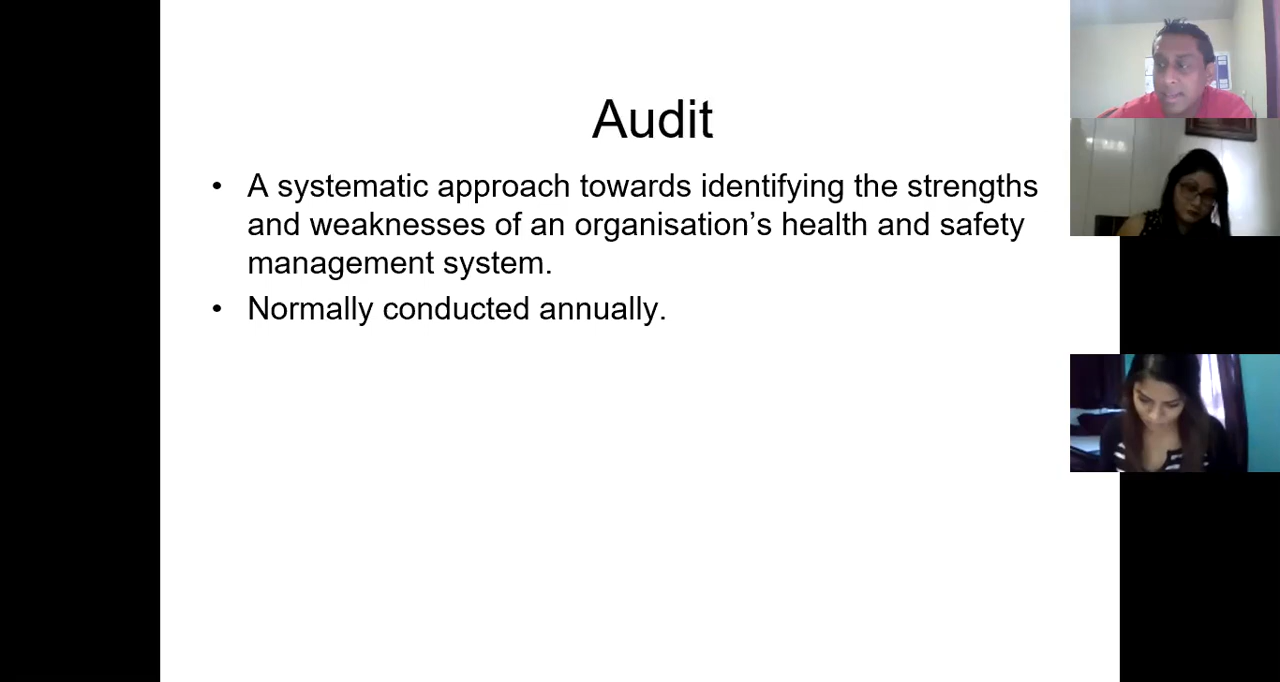 Audit
• A systematic approach towards identifying the strengths
and weaknesses of an organisation’s health and safety
management system.
• Normally conducted annually.